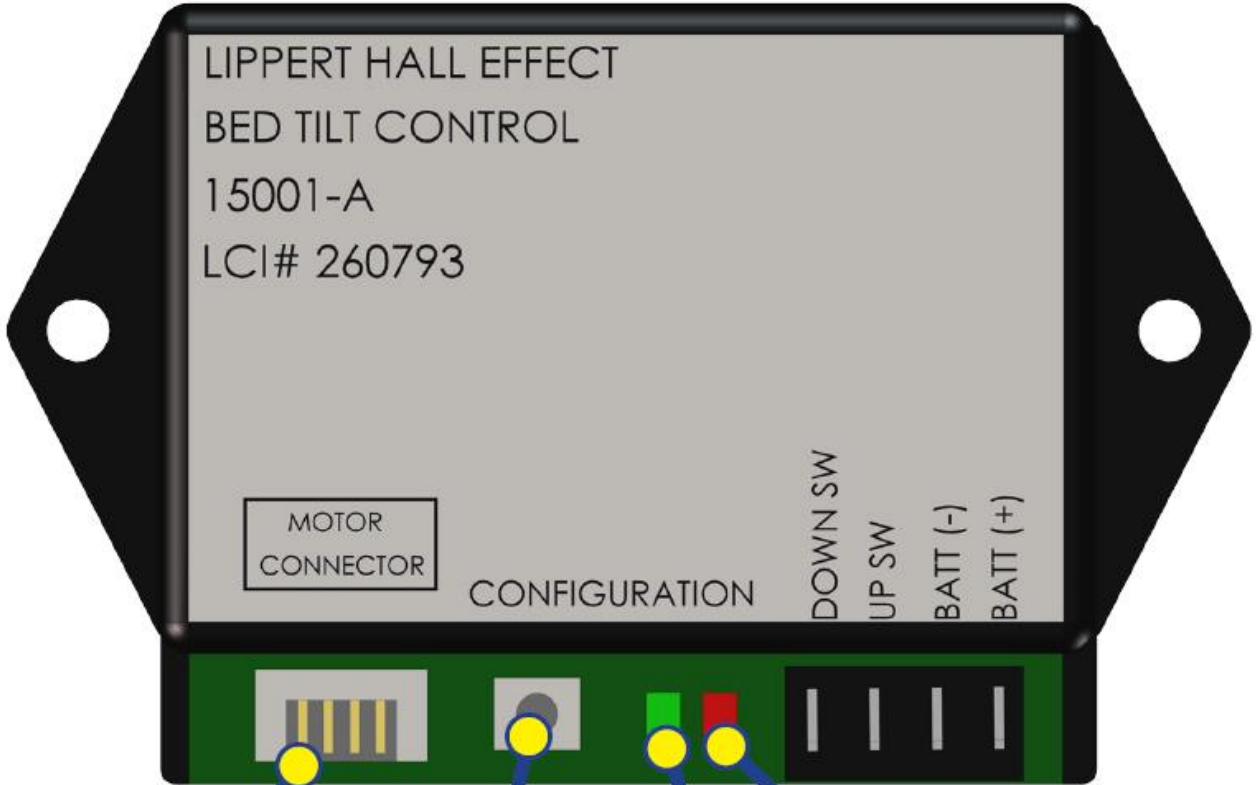 LIPPERT HALL EFFECT
BED TILT CONTROL
15001-A
LCI# 260793
MOTOR
CONNECTOR
CONFIGURATION
DOWN SW
UP SW
BATT (-)
BATT (+)